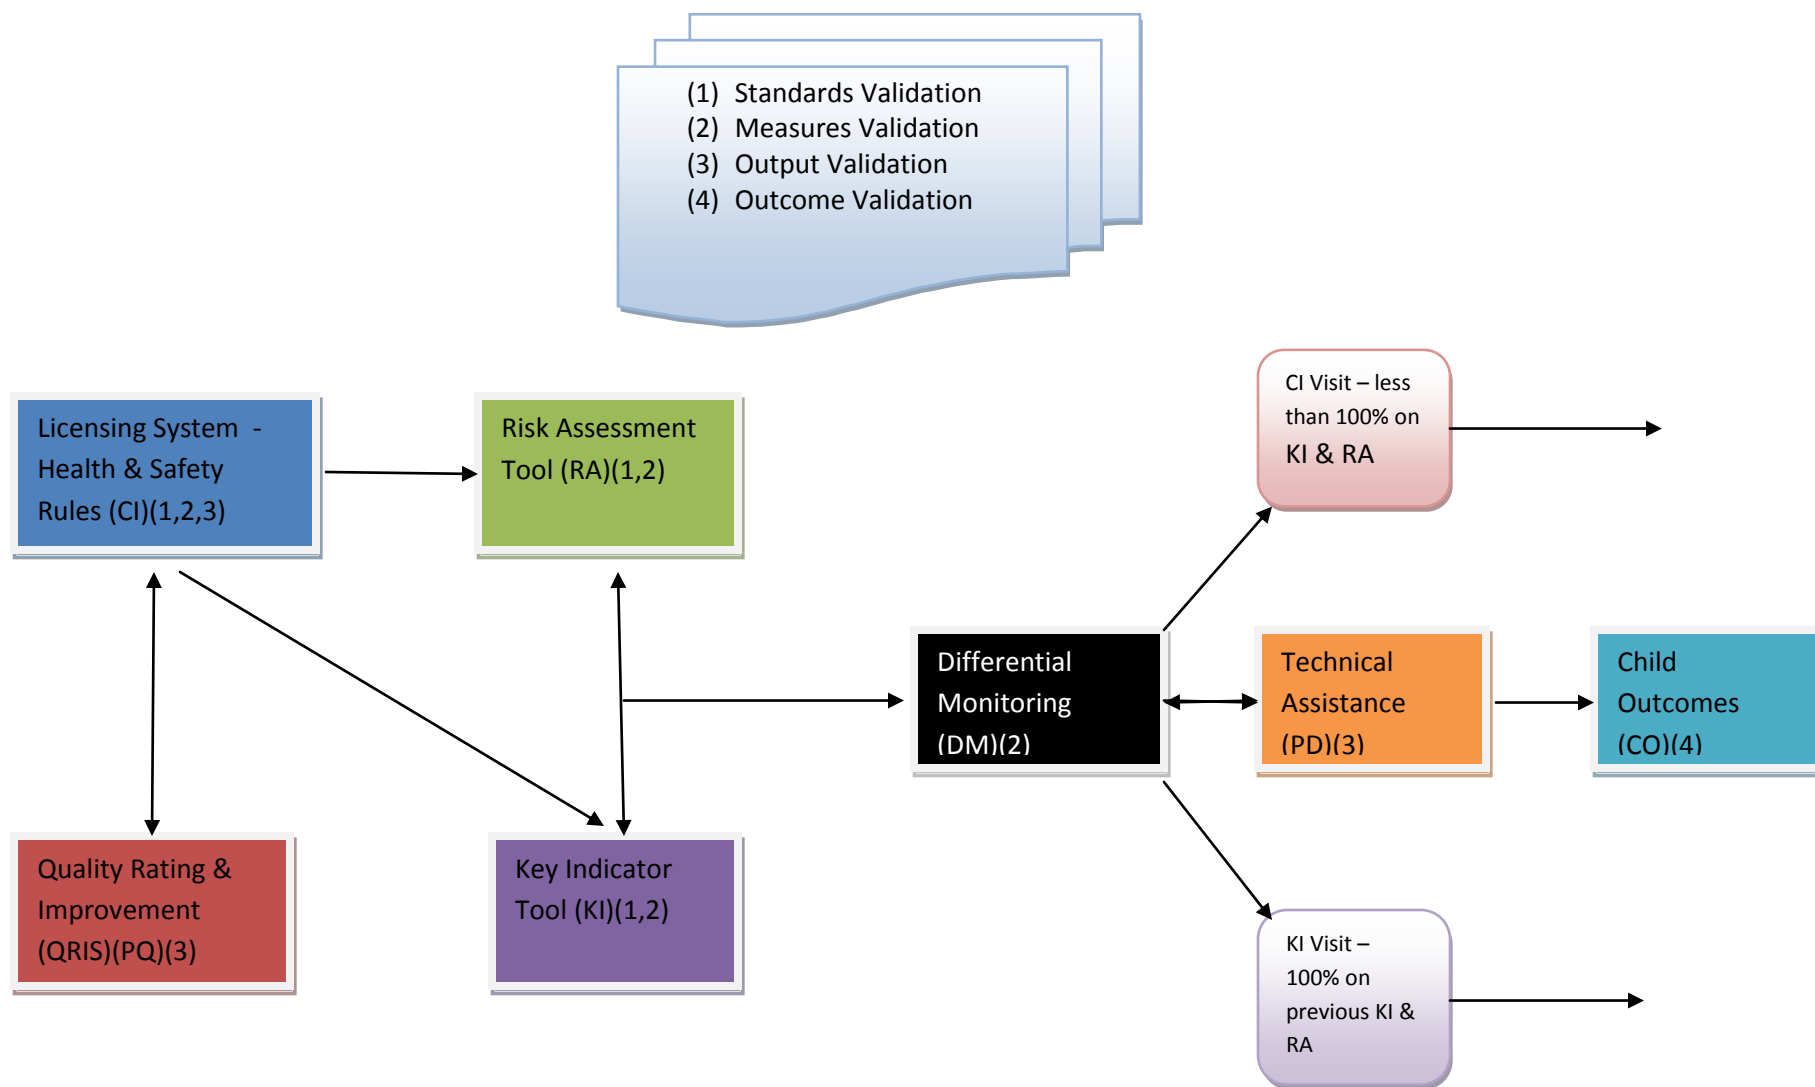 (1) Standards Validation
(2) Measures Validation
(3) Output Validation
(4) Outcome Validation
CI Visit – less
than 100% on
KI & RA
Licensing System -
Health & Safety
Rules (CI)(1,2,3)
Risk Assessment
Tool (RA)(1,2)
Differential
Monitoring
(DM)(2)
Technical
Assistance
(PD)(3)
Child
Outcomes
(CO)(4)
Quality Rating &
Improvement
(QRIS)(PQ)(3)
Key Indicator
Tool (KI)(1,2)
KI Visit –
100% on
previous KI &
RA